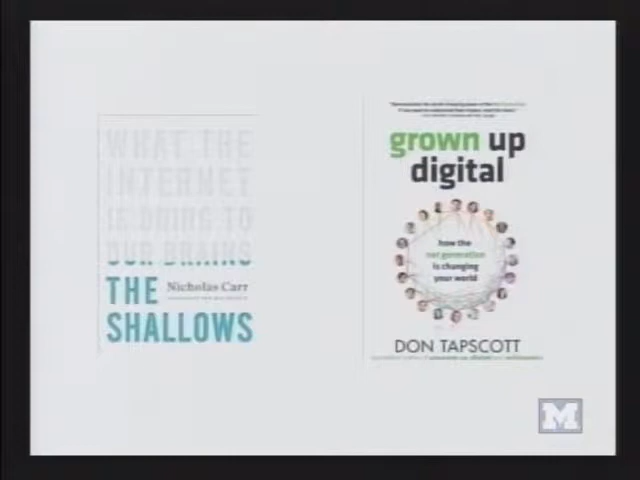 WHAT THE
INTERNET
IS DOING TO
OUR BRAINS
THE
Nicholas Carr
SHALLOWS
grown up
digital
how the
net generation
is changing
your world
DON TAPSCOTT
M